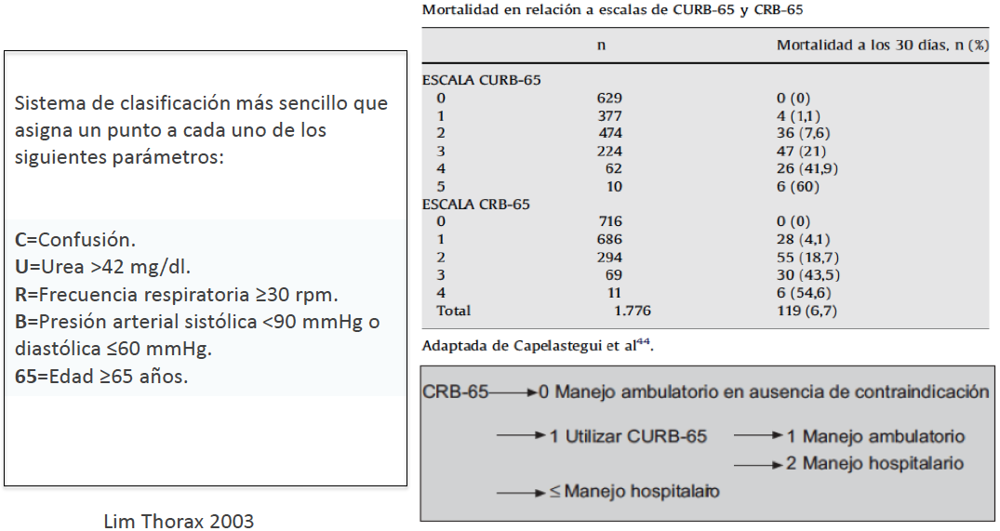 Sistema de clasificación más sencillo que
asigna un punto a cada uno de los
siguientes parámetros:
C=Confusión.
U=Urea >42 mg/dl.
R=Frecuencia respiratoria ≥30 rpm.
B=Presión arterial sistólica <90 mmHg o
diastólica ≤60 mmHg.
65=Edad ≥65 años.
Lim Thorax 2003
Mortalidad en relación a escalas de CURB-65 y CRB-65
n Mortalidad a los 30 días, n (%)
ESCALA CURB-65
0 629 0 (0)
1 377 4 (1,1)
2 474 36 (7,6)
3 224 47 (21)
4 62 26 (41,9)
5 10 6 (60)
ESCALA CRB-65
0 716 0 (0)
1 686 28 (4,1)
2 294 55 (18,7)
3 69 30 (43,5)
4 11 6 (54,6)
Total 1.776 119 (6,7)
Adaptada de Capelastegui et al44.
CRB-65 → 0 Manejo ambulatorio en ausencia de contraindicación
→ 1 Utilizar CURB-65 → 1 Manejo ambulatorio
→ 2 Manejo hospitalario
→ ≤ Manejo hospitalairo